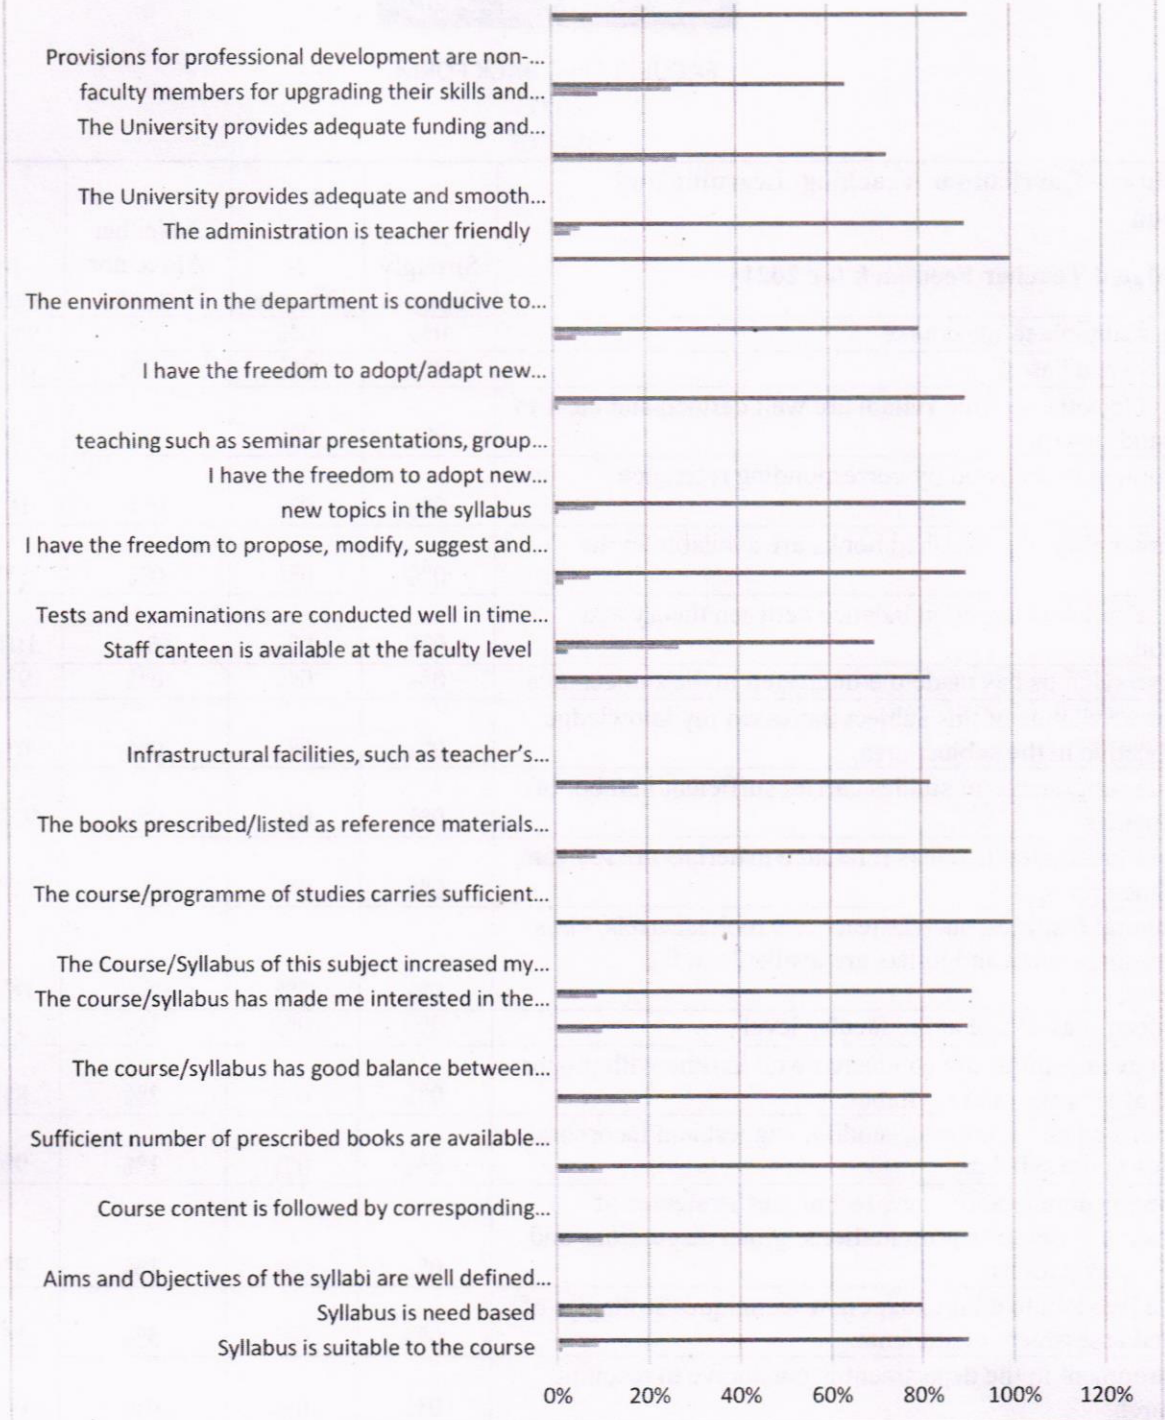 Provisions for professional development are non-...
faculty members for upgrading their skills and...
The University provides adequate funding and...
The University provides adequate and smooth...
The administration is teacher friendly
The environment in the department is conducive to...
I have the freedom to adopt/adapt new...
teaching such as seminar presentations, group...
I have the freedom to adopt new...
new topics in the syllabus
I have the freedom to propose, modify, suggest and...
Tests and examinations are conducted well in time...
Staff canteen is available at the faculty level
Infrastructural facilities, such as teacher's...
The books prescribed/listed as reference materials...
The course/programme of studies carries sufficient...
The Course/Syllabus of this subject increased my...
The course/syllabus has made me interested in the...
The course/syllabus has good balance between...
Sufficient number of prescribed books are available...
Course content is followed by corresponding...
Aims and Objectives of the syllabi are well defined...
Syllabus is need based
Syllabus is suitable to the course
0% 20% 40% 60% 80% 100% 120%